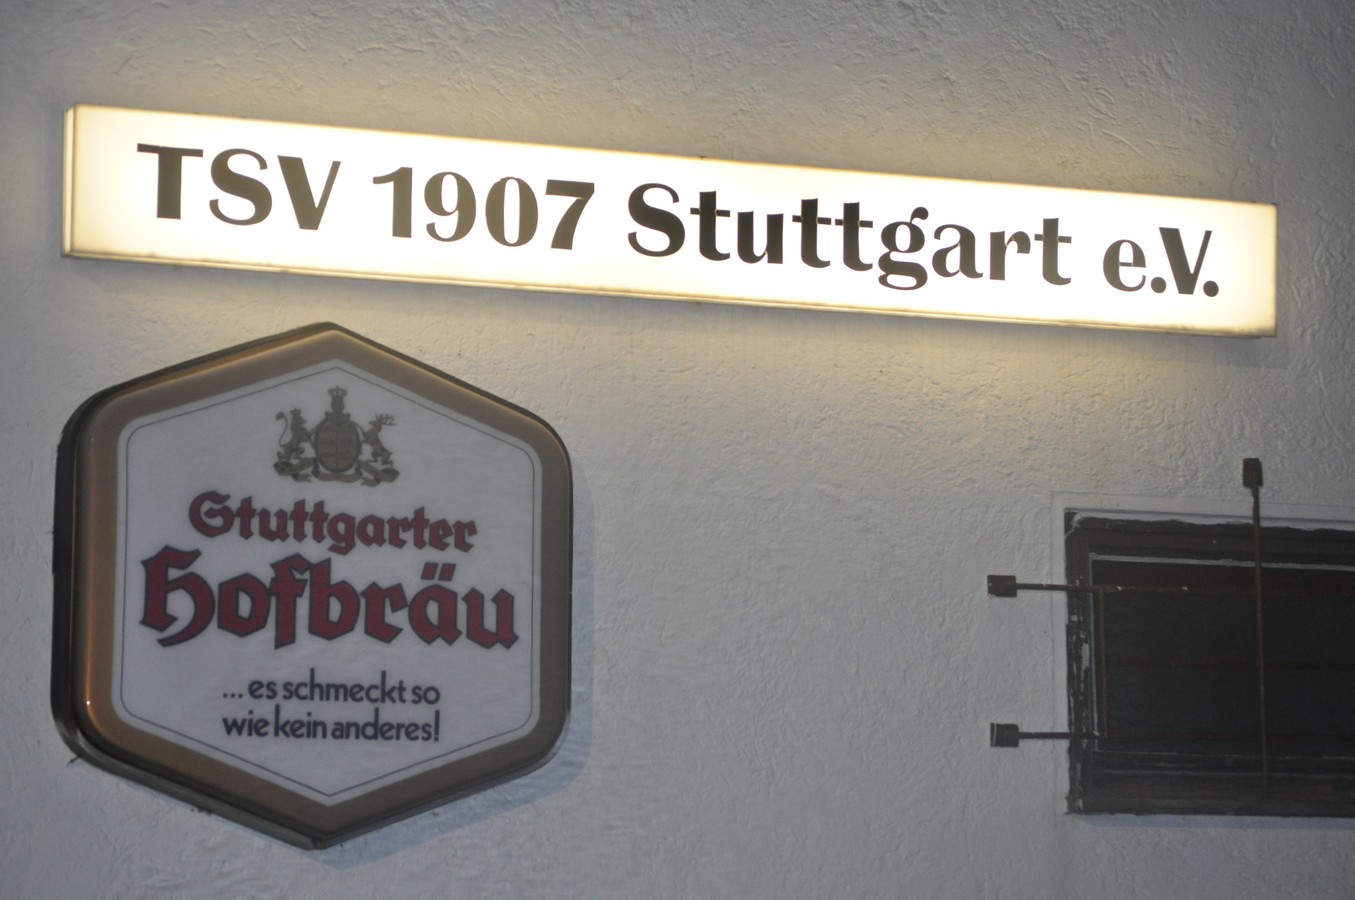 TSV 1907 Stuttgart e.V.
Stuttgarter
Hofbräu
...es schmeckt so
wie kein anderes!